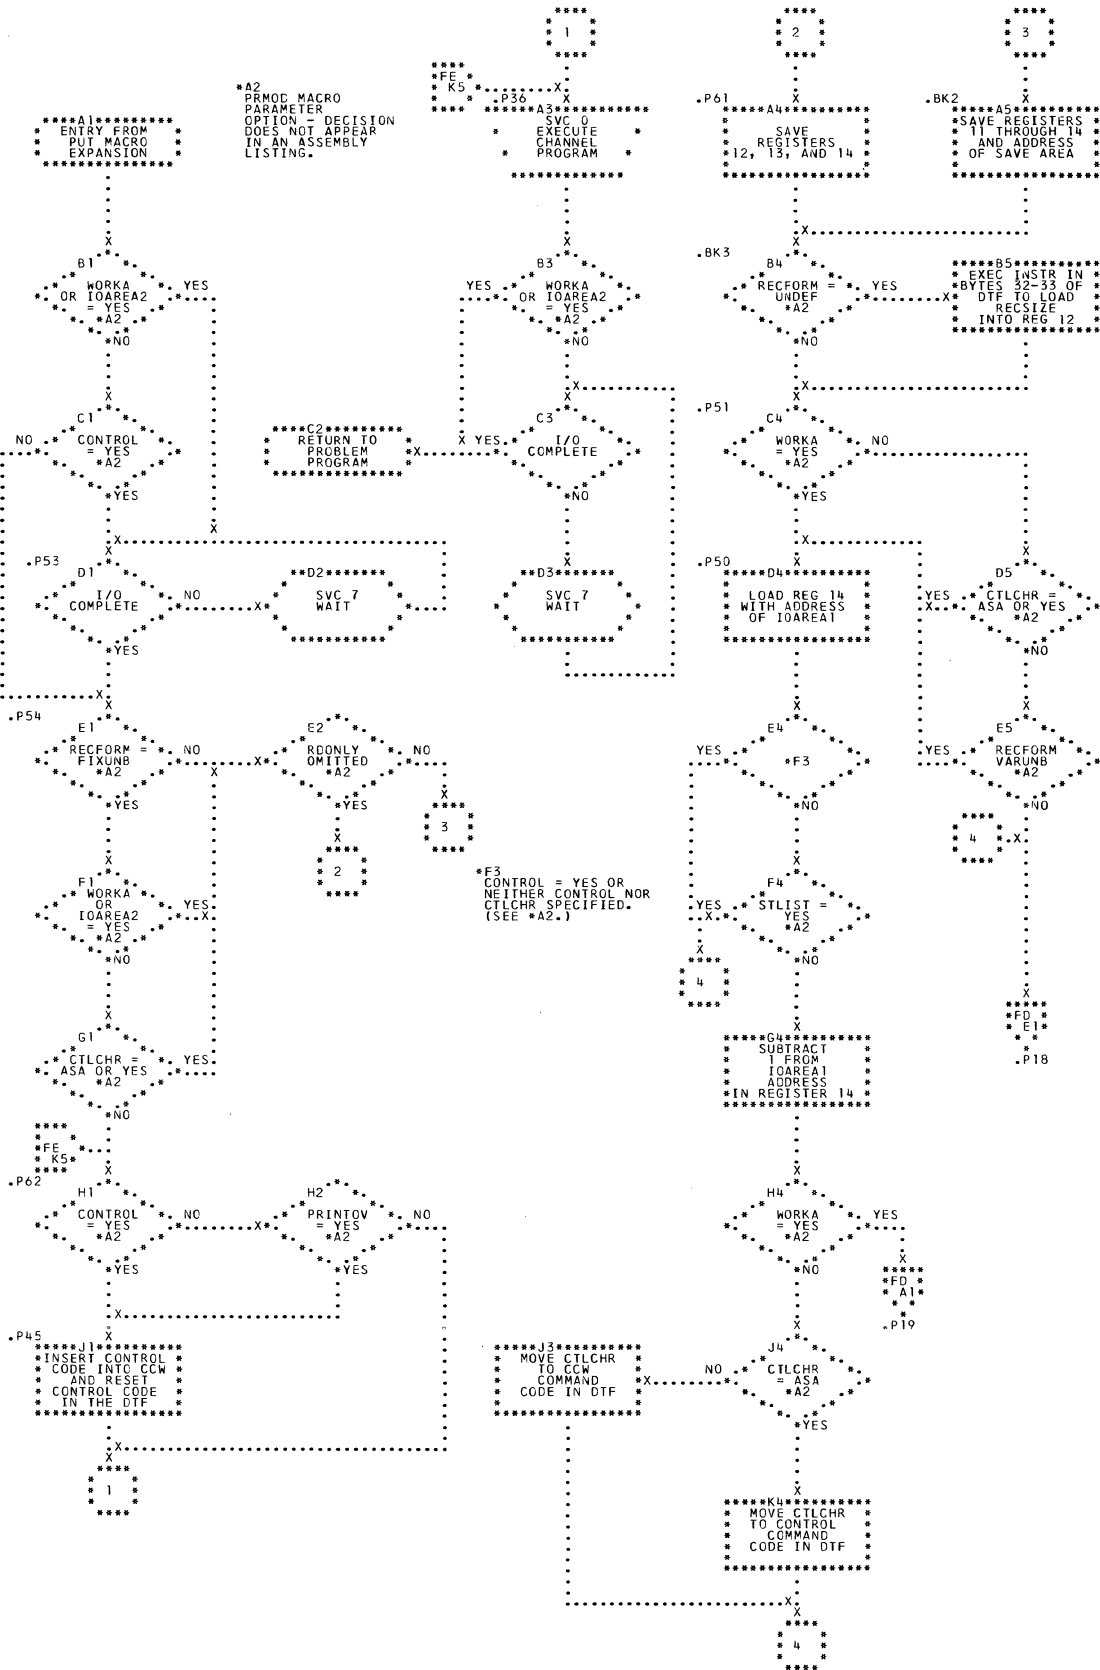 1
2
3
FE
K5
*A2
PRMOD MACRO
PARAMETER
OPTION - DECISION
DOES NOT APPEAR
IN AN ASSEMBLY
LISTING.
A1
ENTRY FROM
PUT MACRO
EXPANSION
.P36
A3
SVC 0
EXECUTE
CHANNEL
PROGRAM
.P61
A4
SAVE
REGISTERS
12, 13, AND 14
.BK2
A5
SAVE REGISTERS
11 THROUGH 14
AND ADDRESS
OF SAVE AREA
B1
WORKA
OR IOAREA2
= YES
*A2
YES
NO
B3
WORKA
OR IOAREA2
= YES
*A2
YES
NO
.BK3
B4
RECFORM =
UNDEF
*A2
YES
NO
B5
EXEC INSTR IN
BYTES 32-33 OF
DTF TO LOAD
RECSIZE
INTO REG 12
C1
CONTROL
= YES
*A2
NO
YES
C2
RETURN TO
PROBLEM
PROGRAM
C3
I/O
COMPLETE
YES
NO
.P51
C4
WORKA
= YES
*A2
NO
YES
.P53
D1
I/O
COMPLETE
NO
YES
D2
SVC 7
WAIT
D3
SVC 7
WAIT
.P50
D4
LOAD REG 14
WITH ADDRESS
OF IOAREA1
D5
CTLCHR =
ASA OR YES
*A2
YES
NO
.P54
E1
RECFORM =
FIXUNB
*A2
NO
YES
E2
RDONLY
OMITTED
*A2
NO
YES
3
2
E4
*F3
YES
NO
E5
RECFORM
VARUNB
*A2
YES
NO
4
F1
WORKA
OR
IOAREA2
= YES
*A2
YES
NO
*F3
CONTROL = YES OR
NEITHER CONTROL NOR
CTLCHR SPECIFIED.
(SEE *A2.)
F4
STLIST =
YES
*A2
YES
NO
4
FD
E1
.P18
G1
CTLCHR =
ASA OR YES
*A2
YES
NO
G4
SUBTRACT
1 FROM
IOAREA1
ADDRESS
IN REGISTER 14
FE
K5
.P62
H1
CONTROL
= YES
*A2
NO
YES
H2
PRINTOV
= YES
*A2
NO
YES
H4
WORKA
= YES
*A2
YES
NO
FD
A1
.P19
.P45
J1
INSERT CONTROL
CODE INTO CCW
AND RESET
CONTROL CODE
IN THE DTF
J3
MOVE CTLCHR
TO CCW
COMMAND
CODE IN DTF
J4
CTLCHR
= ASA
*A2
NO
YES
1
K4
MOVE CTLCHR
TO CONTROL
COMMAND
CODE IN DTF
4